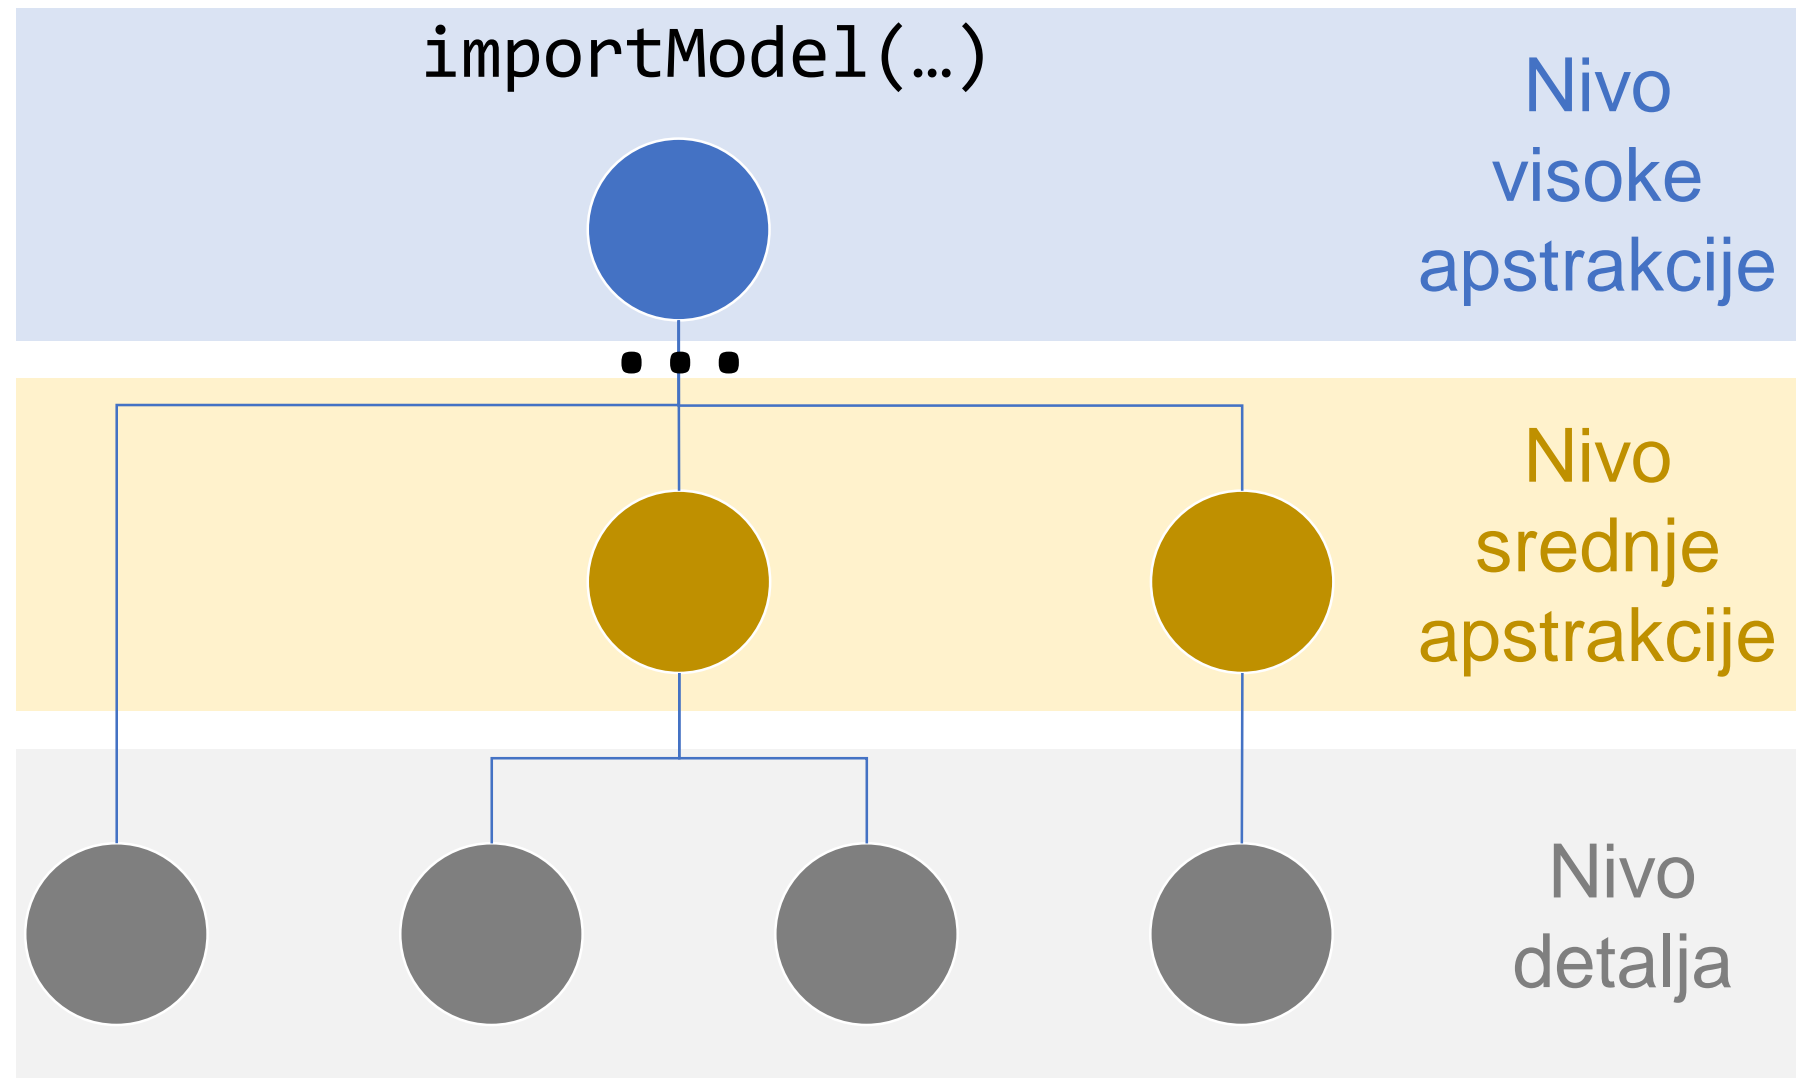 importModel(…)
Nivo
visoke
apstrakcije
...
Nivo
srednje
apstrakcije
Nivo
detalja